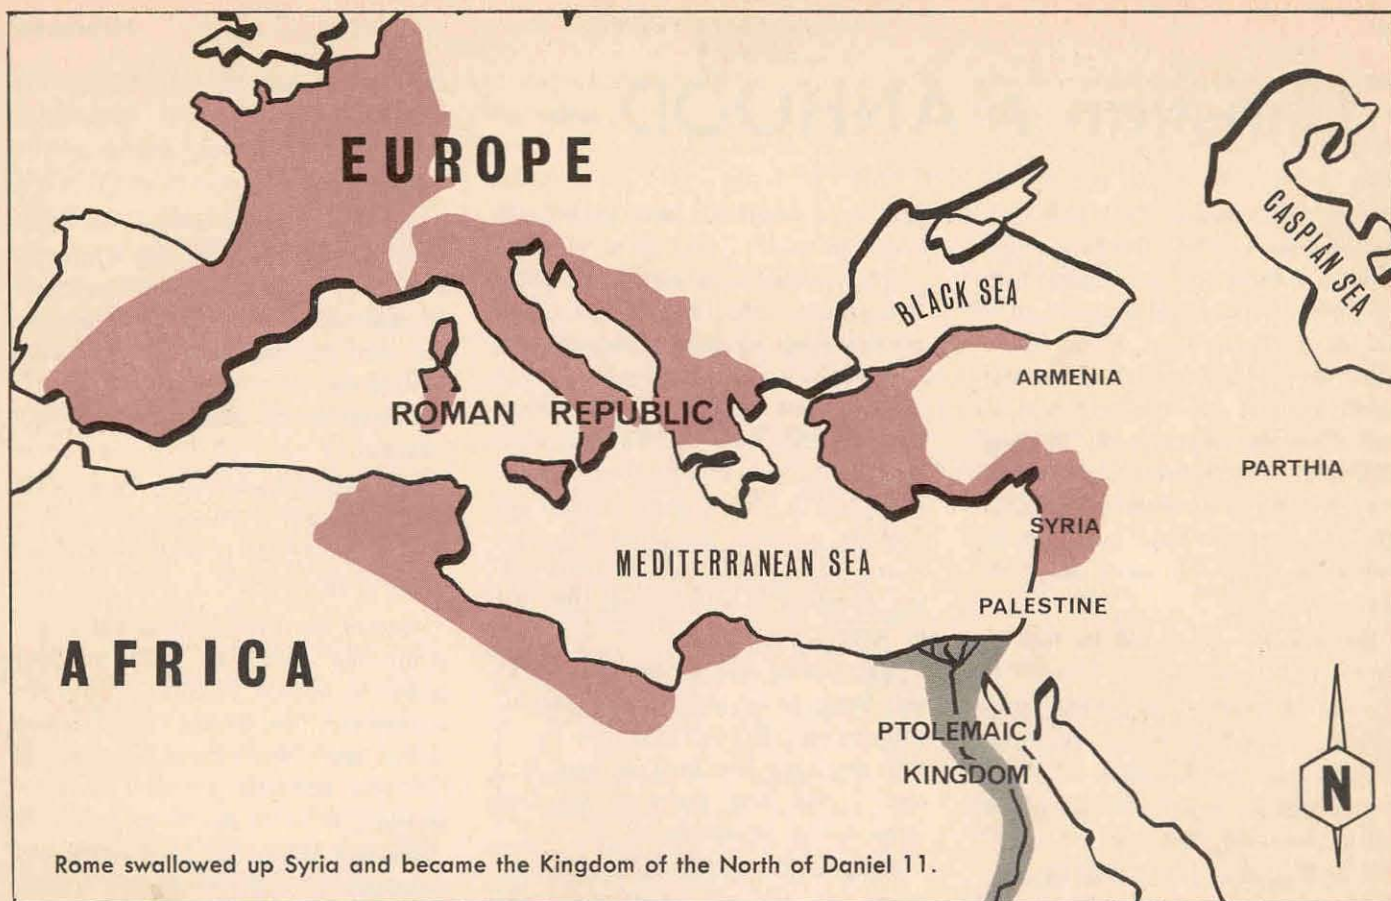 EUROPE
CASPIAN SEA
BLACK SEA
ARMENIA
ROMAN REPUBLIC
PARTHIA
SYRIA
MEDITERRANEAN SEA
PALESTINE
AFRICA
PTOLEMAIC
KINGDOM
N
Rome swallowed up Syria and became the Kingdom of the North of Daniel 11.